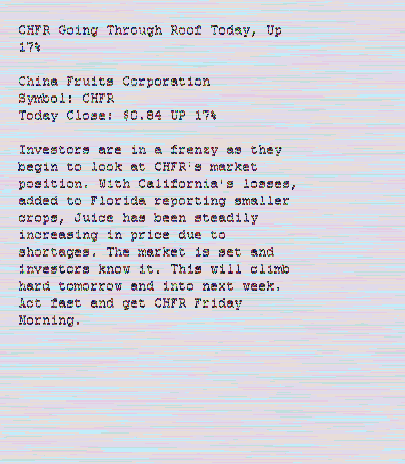 CHFR Going Through Roof Today, Up
17%
China Fruits Corporation
Symbol: CHFR
Today Close: $0.84 UP 17%
Investors are in a frenzy as they
begin to look at CHFR's market
position. With California's losses,
added to Florida reporting smaller
crops, Juice has been steadily
increasing in price due to
shortages. The market is set and
investors know it. This will climb
hard tomorrow and into next week.
Act fast and get CHFR Friday
Morning.